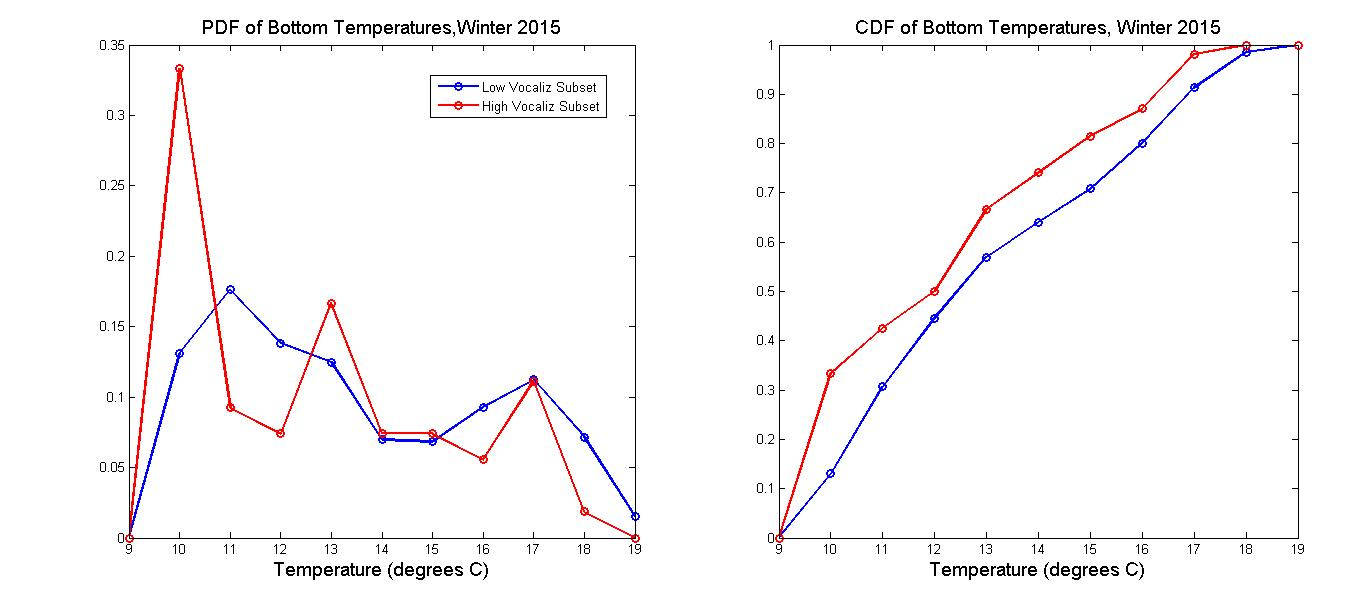 PDF of Bottom Temperatures,Winter 2015
0.35
0.3
0.25
0.2
0.15
0.1
0.05
0
9 10 11 12 13 14 15 16 17 18 19
Temperature (degrees C)
Low Vocaliz Subset
High Vocaliz Subset
CDF of Bottom Temperatures, Winter 2015
1
0.9
0.8
0.7
0.6
0.5
0.4
0.3
0.2
0.1
0
9 10 11 12 13 14 15 16 17 18 19
Temperature (degrees C)